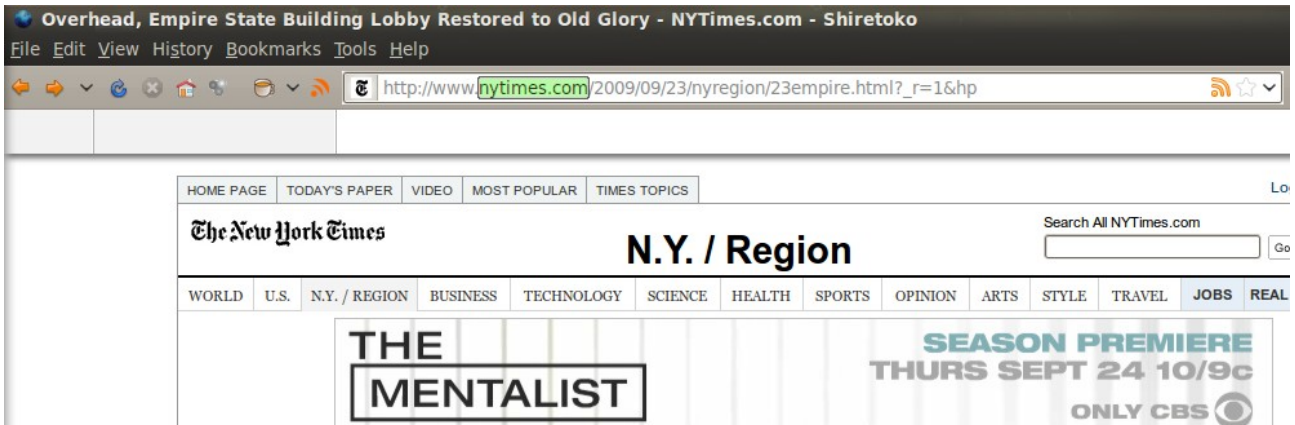 Overhead, Empire State Building Lobby Restored to Old Glory - NYTimes.com - Shiretoko
File Edit View History Bookmarks Tools Help
http://www.nytimes.com/2009/09/23/nyregion/23empire.html?_r=1&hp
HOME PAGE TODAY'S PAPER VIDEO MOST POPULAR TIMES TOPICS Lo
The New York Times
N.Y. / Region
Search All NYTimes.com
Go
WORLD U.S. N.Y. / REGION BUSINESS TECHNOLOGY SCIENCE HEALTH SPORTS OPINION ARTS STYLE TRAVEL JOBS REAL
THE
MENTALIST
SEASON PREMIERE
THURS SEPT 24 10/9c
ONLY CBS